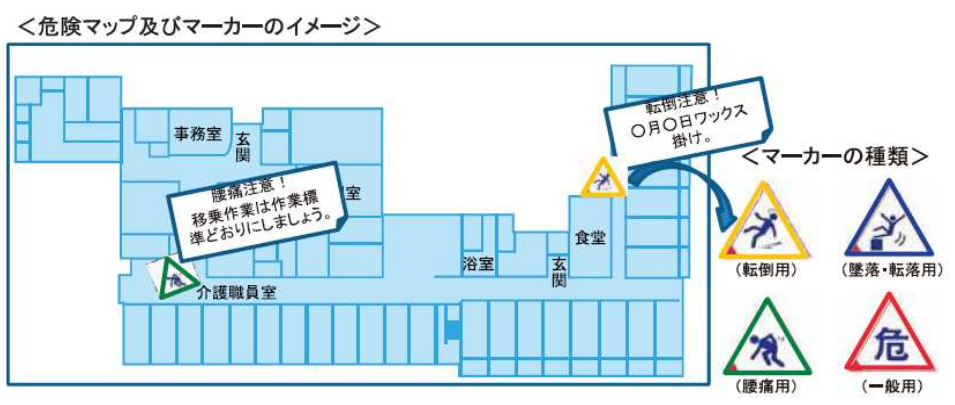 ＜危険マップ及びマーカーのイメージ＞
事務室
玄
関
転倒注意！
〇月〇日ワックス
掛け。
腰痛注意！
移乗作業は作業標
準どおりにしましょう。
室
食堂
浴室
玄
関
介護職員室
＜マーカーの種類＞
（転倒用）
（墜落・転落用）
危
（腰痛用）
（一般用）